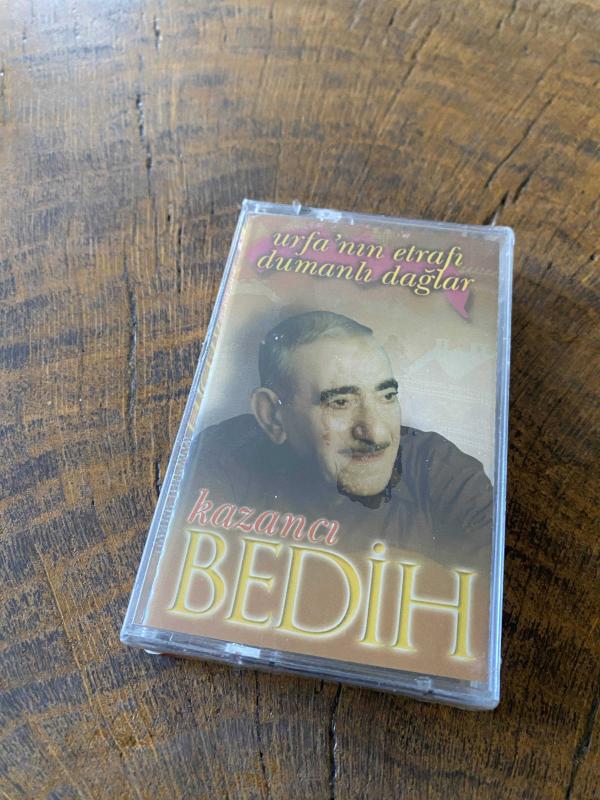 urfa'nın etrafı
dumanlı dağlar
kazancı
BEDİH